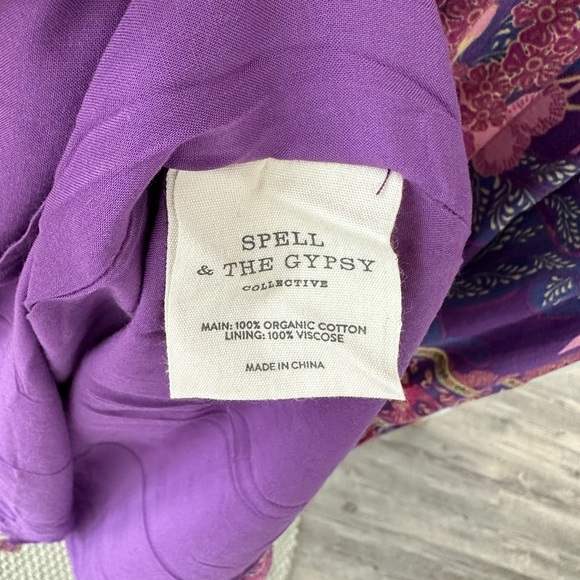 SPELL
& THE GYPSY
COLLECTIVE
MAIN: 100% ORGANIC COTTON
LINING: 100% VISCOSE
MADE IN CHINA